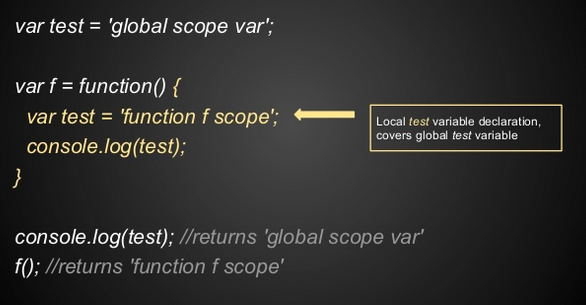 var test = 'global scope var';
var f = function() {
var test = 'function f scope';
Local test variable declaration,
covers global test variable
console.log(test);
}
console.log(test); //returns 'global scope var'
f(); //returns 'function f scope'